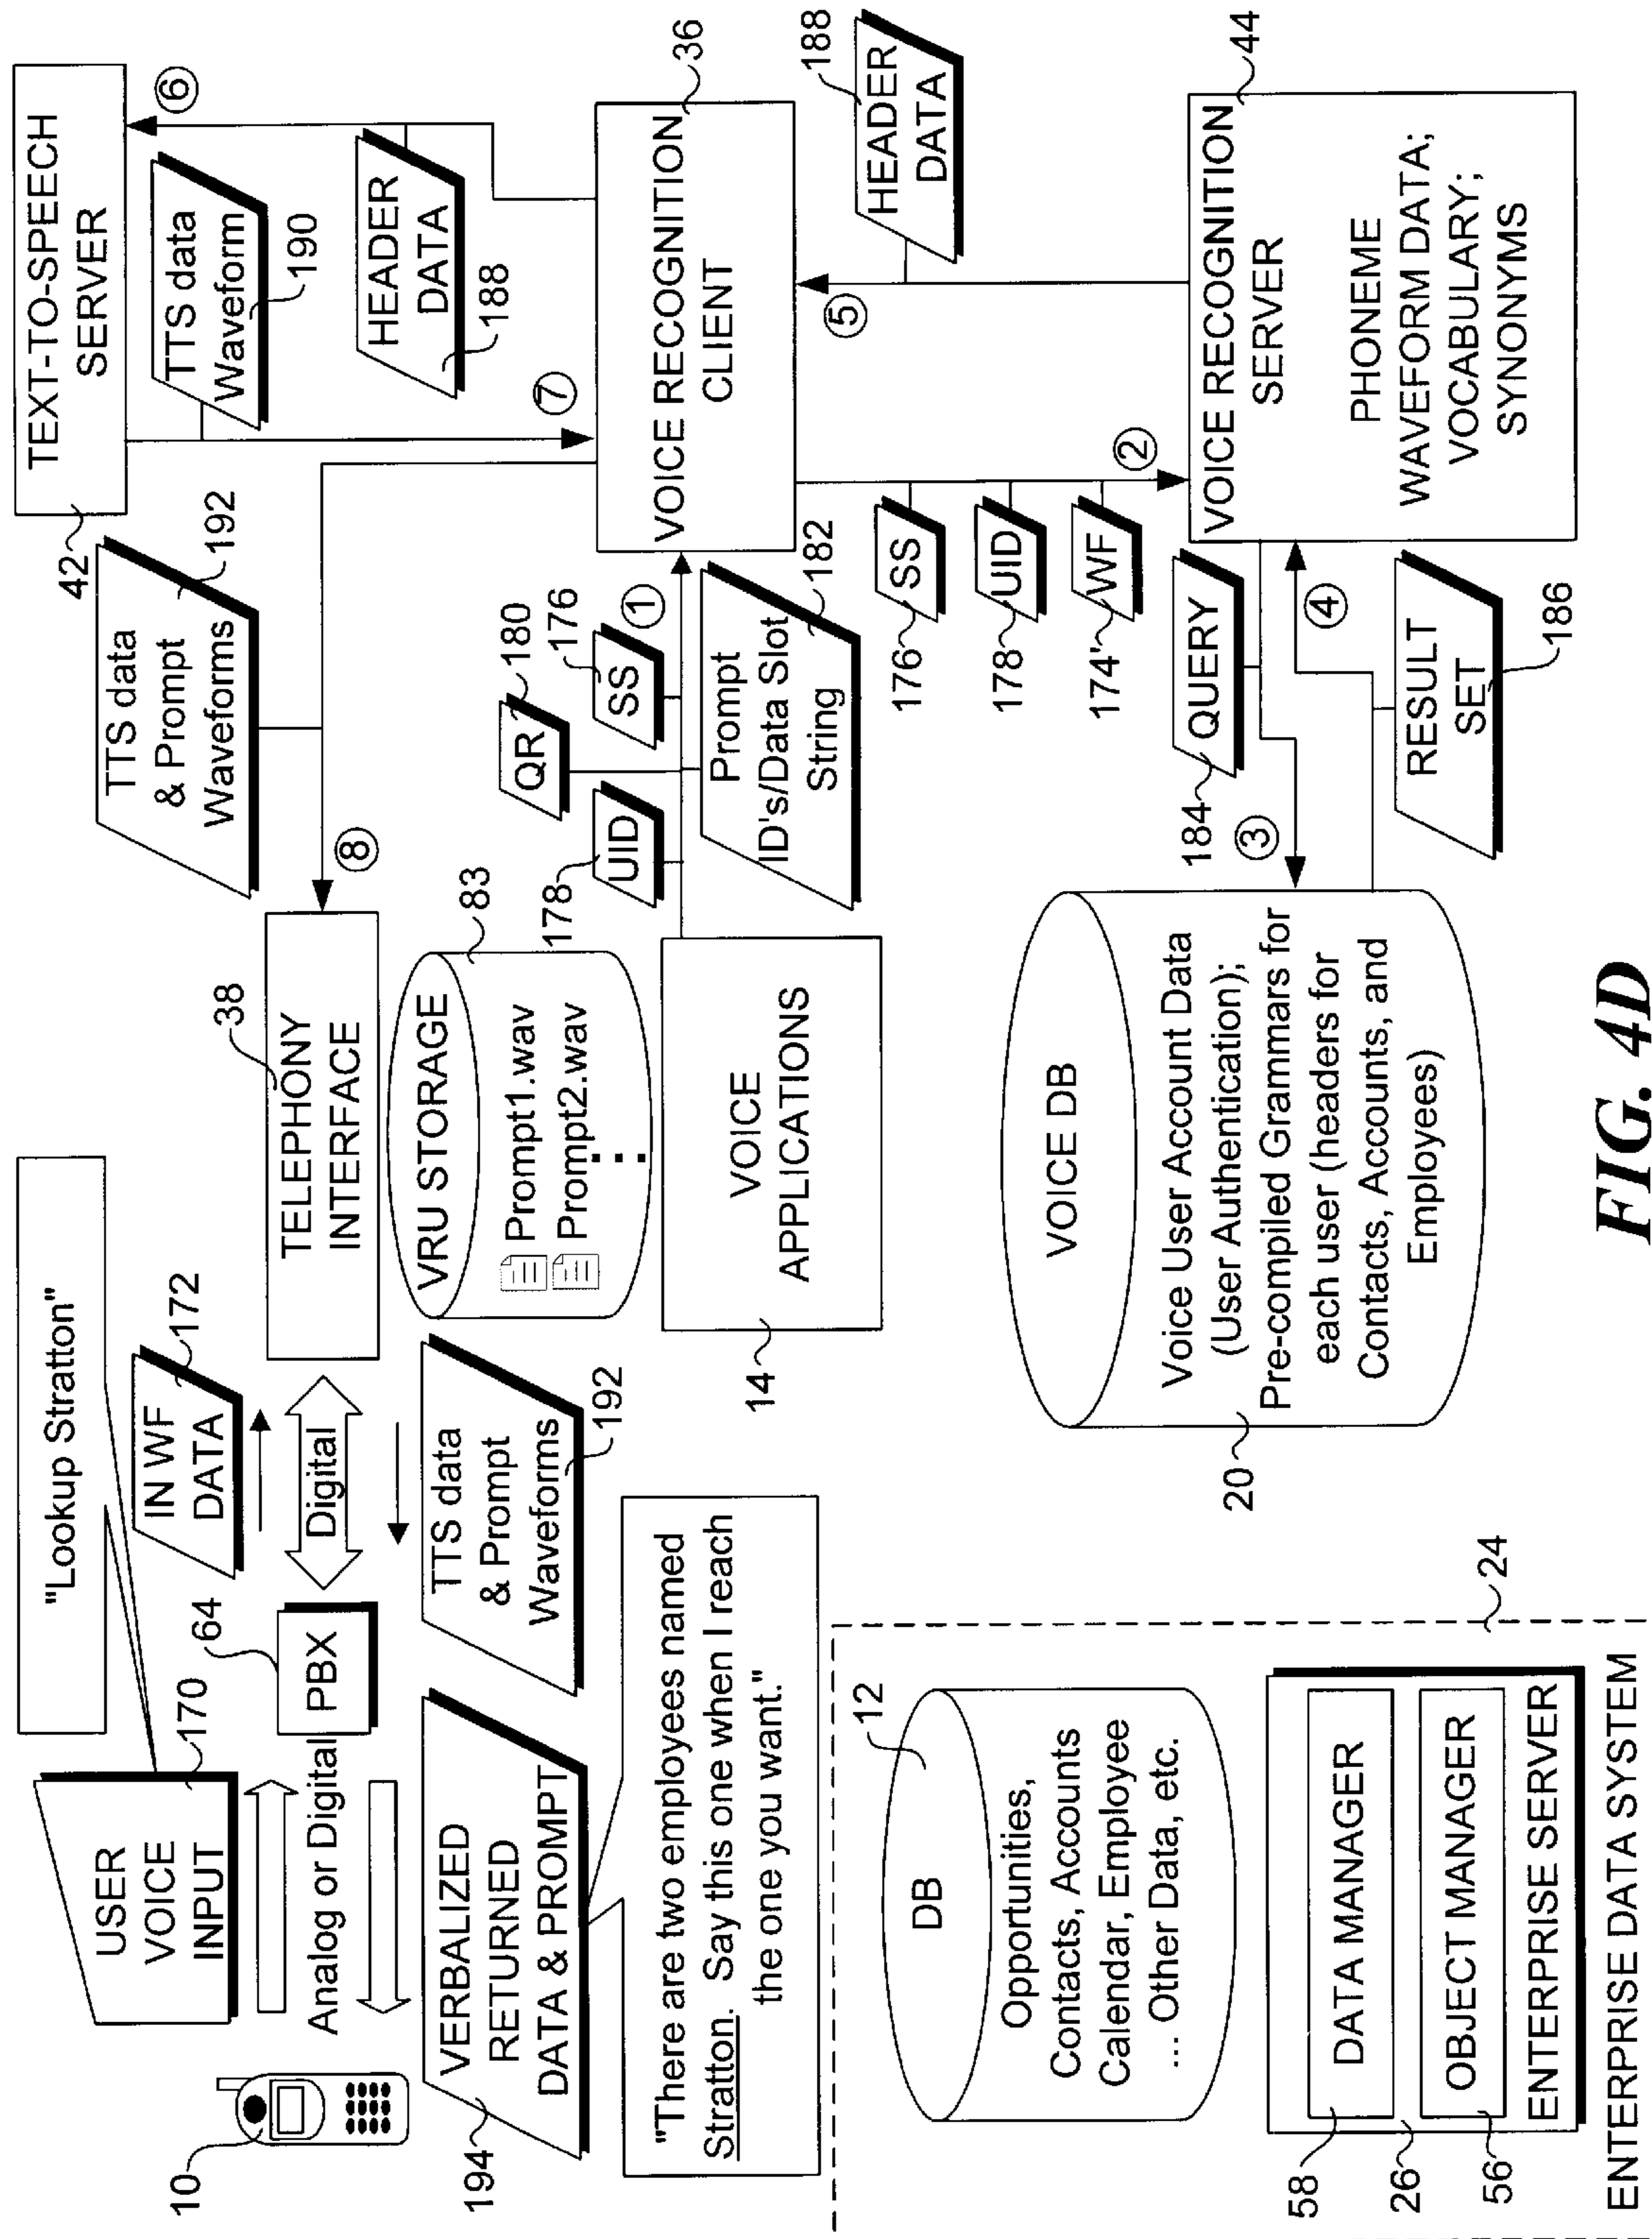 "Lookup Stratton"
USER
VOICE
INPUT
170
64
PBX
IN WF
DATA
172
Digital
Analog or Digital
10
VERBALIZED
RETURNED
DATA & PROMPT
194
TTS data
& Prompt
Waveforms
192
"There are two employees named
Stratton. Say this one when I reach
the one you want."
38
TELEPHONY
INTERFACE
VRU STORAGE
83
Prompt1.wav
Prompt2.wav
...
VOICE
APPLICATIONS
14
TTS data
& Prompt
Waveforms
192
8
TEXT-TO-SPEECH
SERVER
42
6
TTS data
Waveform
190
HEADER
DATA
188
7
VOICE RECOGNITION
CLIENT
36
UID
178
QR
180
SS
176
1
Prompt
ID's/Data Slot
String
182
SS
176
UID
178
WF
174'
2
HEADER
DATA
188
5
VOICE RECOGNITION
SERVER
44
PHONEME
WAVEFORM DATA;
VOCABULARY;
SYNONYMS
QUERY
184
3
4
RESULT
SET
186
VOICE DB
Voice User Account Data
(User Authentication);
Pre-compiled Grammars for
each user (headers for
Contacts, Accounts, and
Employees)
20
DB
12
Opportunities,
Contacts, Accounts
Calendar, Employee
... Other Data, etc.
24
DATA MANAGER
58
OBJECT MANAGER
56
26
ENTERPRISE SERVER
ENTERPRISE DATA SYSTEM
FIG. 4D